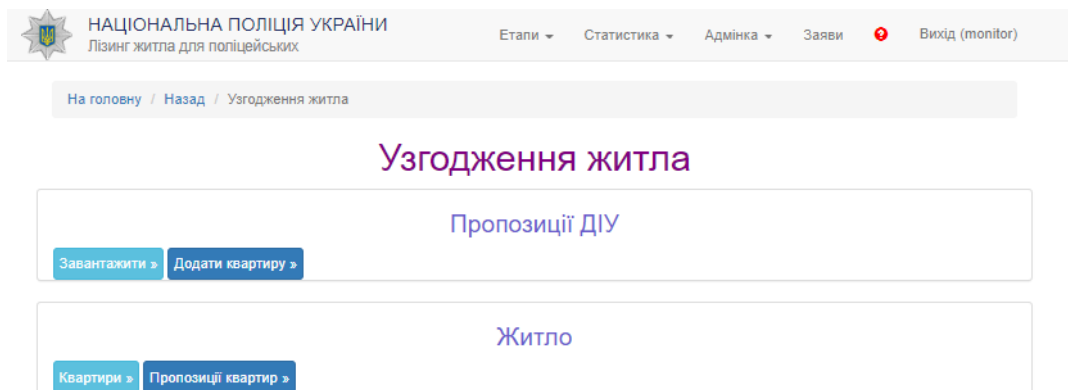 НАЦІОНАЛЬНА ПОЛІЦІЯ УКРАЇНИ
Лізинг житла для поліцейських
Етапи Статистика Адмінка Заяви ? Вихід (monitor)
На головну / Назад / Узгодження житла
Узгодження житла
Пропозиції ДІУ
Завантажити » Додати квартиру »
Житло
Квартири » Пропозиції квартир »